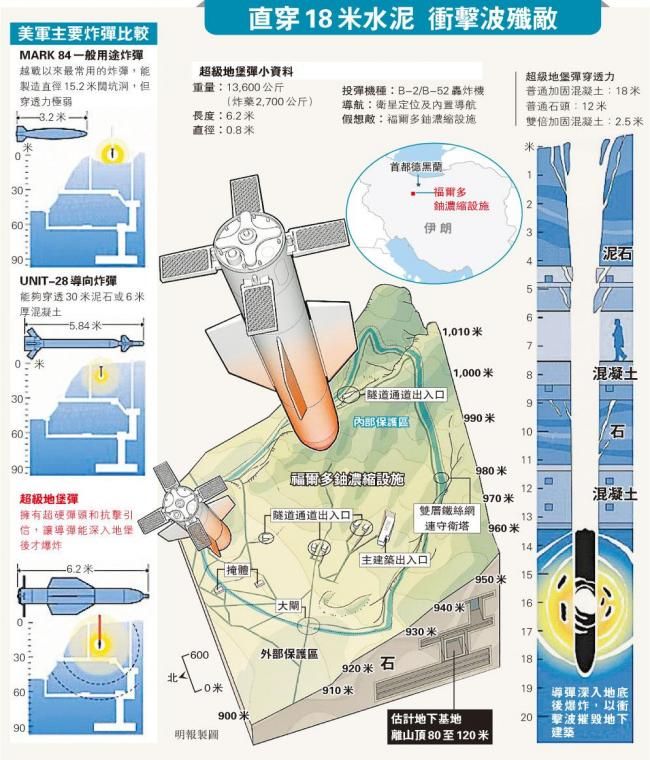 直穿18米水泥 衝擊波殲敵
美軍主要炸彈比較
MARK 84一般用途炸彈
越戰以來最常用的炸彈，能
製造直徑15.2米闊坑洞，但
穿透力極弱
3.2米
米
0
30
60
90
UNIT-28導向炸彈
能夠穿透30米泥石或6米
厚混凝土
5.84米
0 米
30
60
90
超級地堡彈
擁有超硬彈頭和抗擊引
信，讓導彈能深入地堡
後才爆炸
6.2米
0
30
60
90
超級地堡彈小資料
重量：13,600公斤
（炸藥2,700公斤）
長度：6.2米
直徑：0.8米
投彈機種：B-2/B-52轟炸機
導航：衛星定位及內置導航
假想敵：福爾多鈾濃縮設施
首都德黑蘭
福爾多
鈾濃縮設施
伊朗
1,010米
1,000米
990米
980米
970米
960米
950米
940米
930米
920米
910米
900米
隧道通道出入口
內部保護區
福爾多鈾濃縮設施
雙層鐵絲網
連守衛塔
隧道通道出入口
主建築出入口
掩體
大閘
外部保護區
石
600
北
0米
估計地下基地
離山頂80至120米
明報製圖
超級地堡彈穿透力
普通加固混凝土：18米
普通石頭：12米
雙倍加固混凝土：2.5米
米
1
2
3
4
泥石
5
6
7
8
混凝土
9
10
石
11
12
混凝土
13
14
15
16
17
18
19
20
導彈深入地底
後爆炸，以衝
擊波摧毀地下
建築